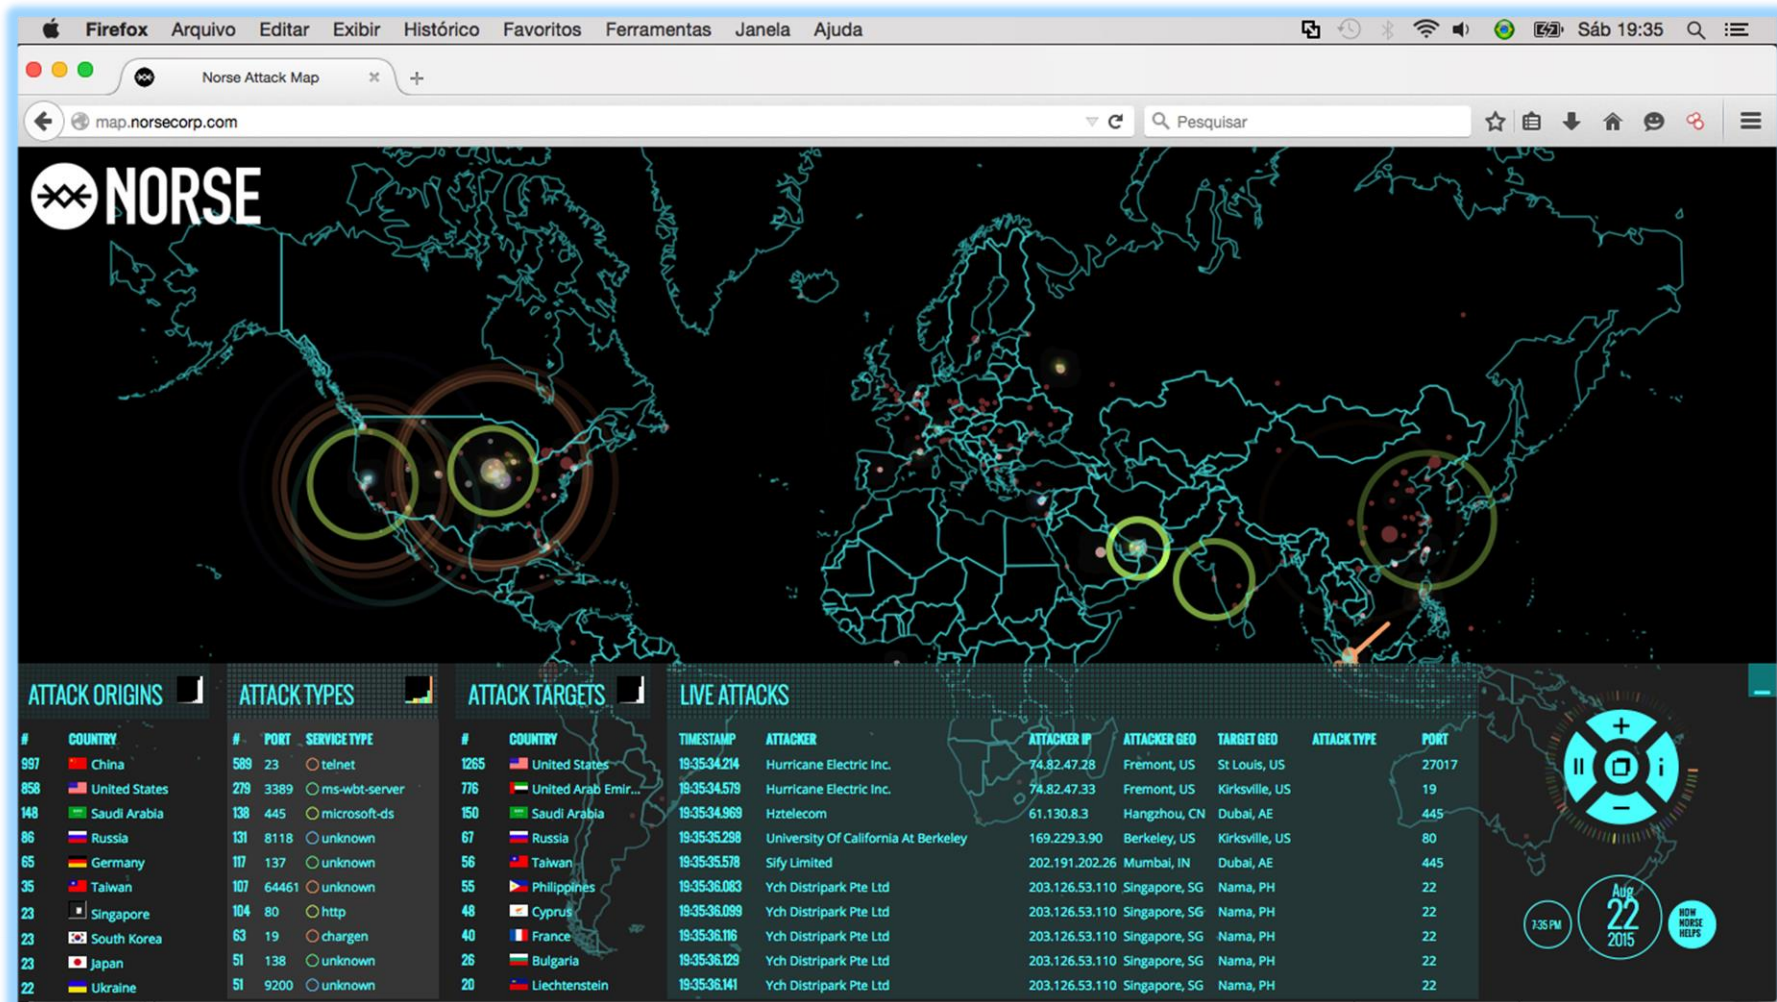 Firefox Arquivo Editar Exibir Histórico Favoritos Ferramentas Janela Ajuda Sáb 19:35
Norse Attack Map
map.norsecorp.com Pesquisar
NORSE
ATTACK ORIGINS ATTACK TYPES ATTACK TARGETS LIVE ATTACKS
# COUNTRY # PORT SERVICE TYPE # COUNTRY TIMESTAMP ATTACKER ATTACKER IP ATTACKER GEO TARGET GEO ATTACK TYPE PORT
997 China 589 23 telnet 1265 United States 19:35:34.214 Hurricane Electric Inc. 74.82.47.28 Fremont, US St Louis, US 27017
858 United States 279 3389 ms-wbt-server 776 United Arab Emir... 19:35:34.579 Hurricane Electric Inc. 74.82.47.33 Fremont, US Kirksville, US 19
148 Saudi Arabia 138 445 microsoft-ds 150 Saudi Arabia 19:35:34.969 Hztelecom 61.130.8.3 Hangzhou, CN Dubai, AE 445
86 Russia 131 8118 unknown 67 Russia 19:35:35.298 University Of California At Berkeley 169.229.3.90 Berkeley, US Kirksville, US 80
65 Germany 117 137 unknown 56 Taiwan 19:35:35.578 Sify Limited 202.191.202.26 Mumbai, IN Dubai, AE 445
35 Taiwan 107 64461 unknown 55 Philippines 19:35:36.083 Ych Distripark Pte Ltd 203.126.53.110 Singapore, SG Nama, PH 22
23 Singapore 104 80 http 48 Cyprus 19:35:36.099 Ych Distripark Pte Ltd 203.126.53.110 Singapore, SG Nama, PH 22
23 South Korea 63 19 chargen 40 France 19:35:36.116 Ych Distripark Pte Ltd 203.126.53.110 Singapore, SG Nama, PH 22
23 Japan 51 138 unknown 26 Bulgaria 19:35:36.129 Ych Distripark Pte Ltd 203.126.53.110 Singapore, SG Nama, PH 22
22 Ukraine 51 9200 unknown 20 Liechtenstein 19:35:36.141 Ych Distripark Pte Ltd 203.126.53.110 Singapore, SG Nama, PH 22
7:35 PM
Aug
22
2015
HOW
NORSE
HELPS